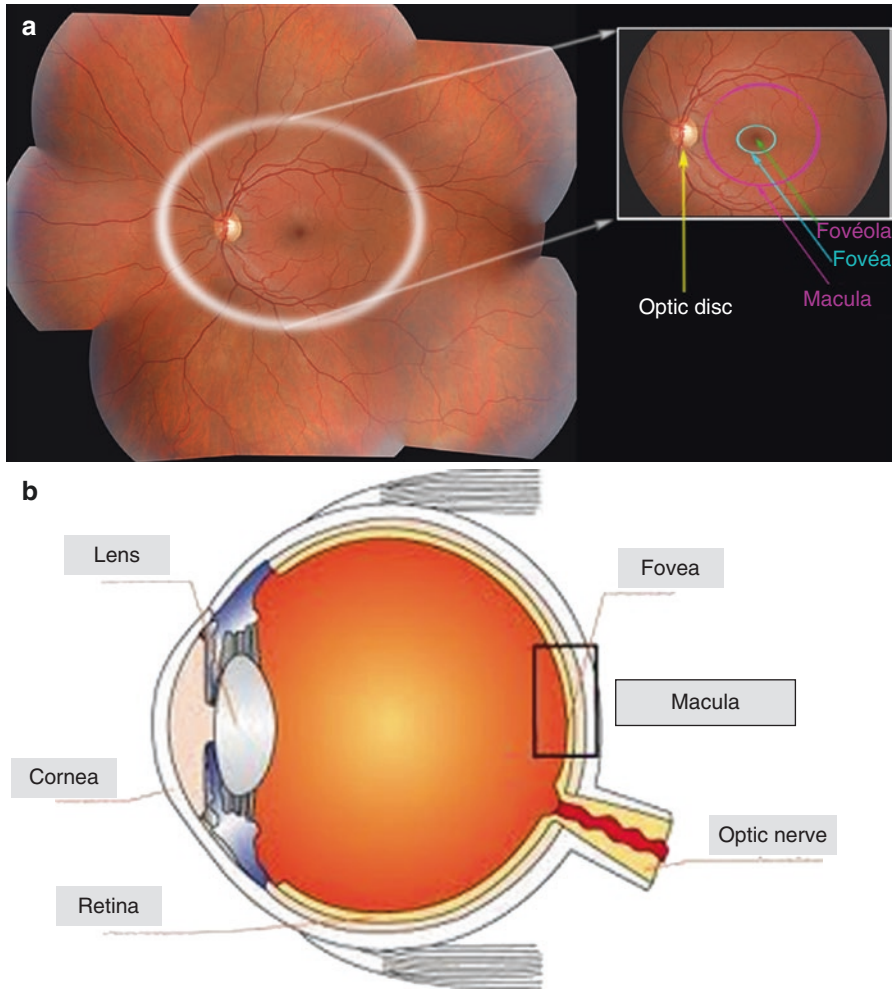 a
Fovéola
Fovéa
Macula
Optic disc
b
Lens
Fovea
Macula
Cornea
Optic nerve
Retina